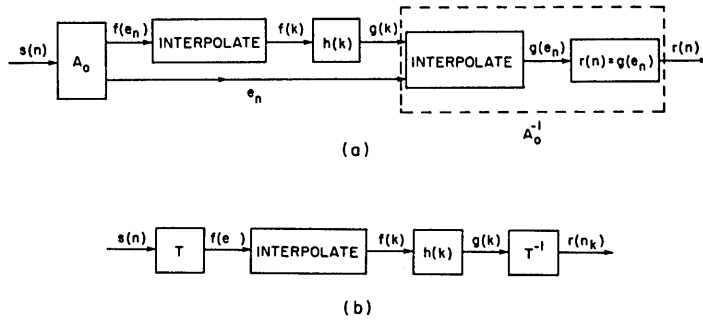 s(n) A₀ f(eₙ) INTERPOLATE f(k) h(k) g(k) INTERPOLATE g(eₙ) r(n) = g(eₙ) r(n)
eₙ
A₀⁻¹
(a)
s(n) T f(e ) INTERPOLATE f(k) h(k) g(k) T⁻¹ r(nₖ)
(b)